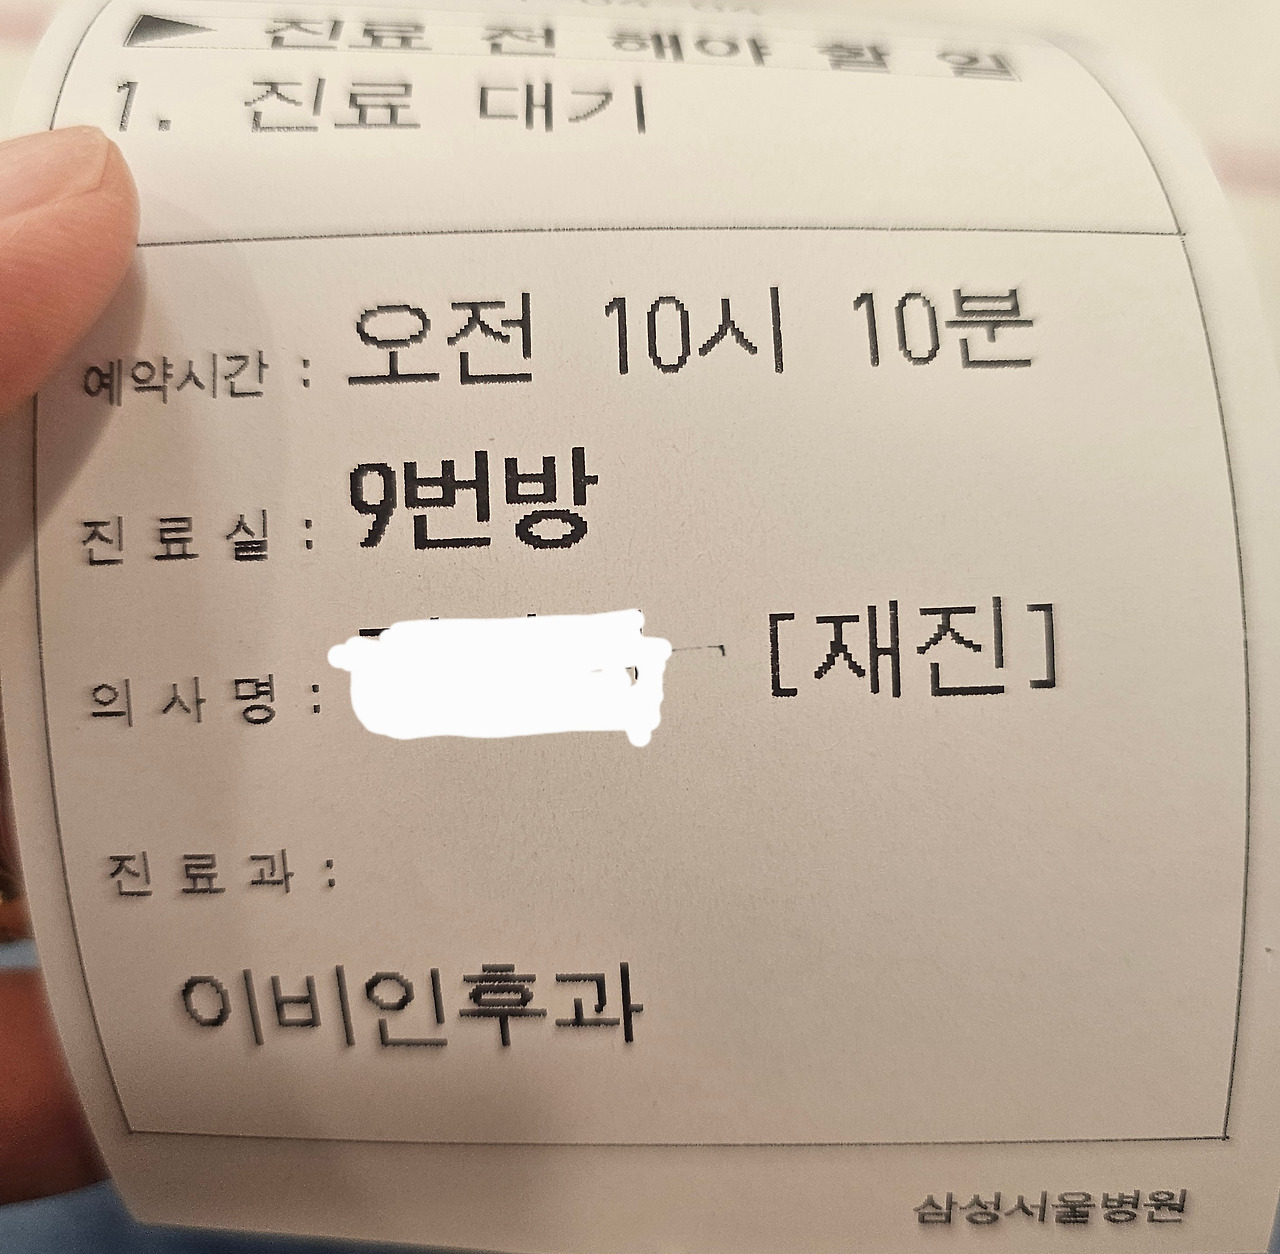 ▶ 진료 전 해야 할 일
1. 진료 대기
예약시간 : 오전 10시 10분
진 료 실 : 9번방
의 사 명 : [재진]
진 료 과 :
이비인후과
삼성서울병원